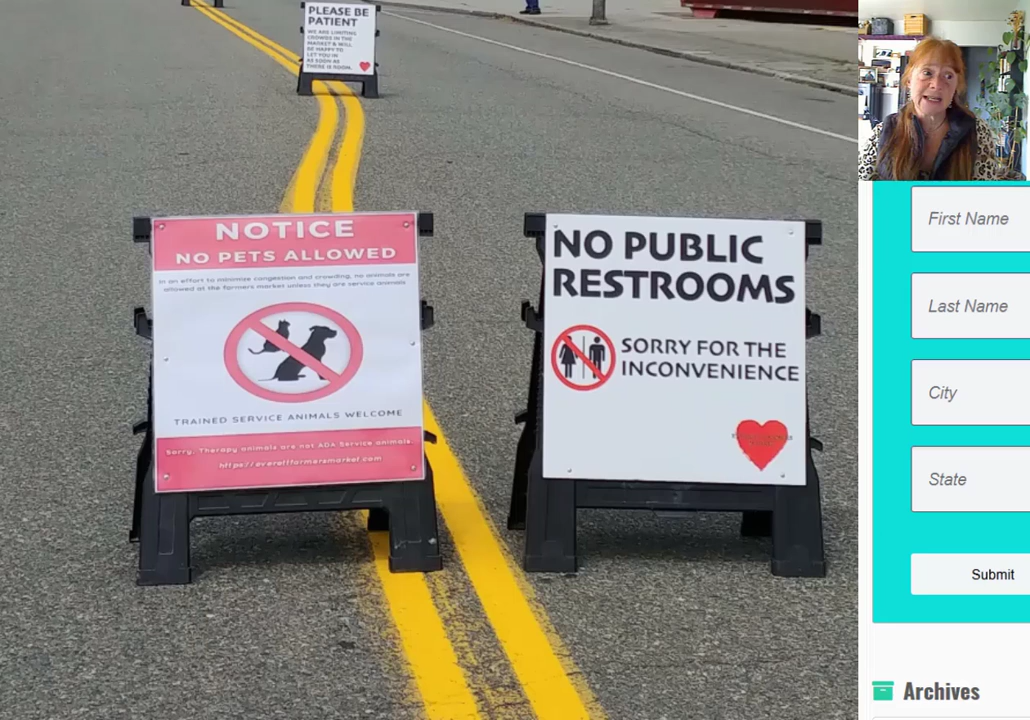 PLEASE BE
PATIENT
WE ARE LIMITING
CROWDS IN THE
MARKET & WILL
BE HAPPY TO
LET YOU IN
AS SOON AS
THERE IS ROOM.
NOTICE
NO PETS ALLOWED
In an effort to minimize congestion and crowding, no animals are
allowed at the farmers market unless they are service animals
TRAINED SERVICE ANIMALS WELCOME
Sorry, Therapy animals are not ADA Service animals.
https://everettfarmersmarket.com
NO PUBLIC
RESTROOMS
SORRY FOR THE
INCONVENIENCE
First Name
Last Name
City
State
Submit
Archives